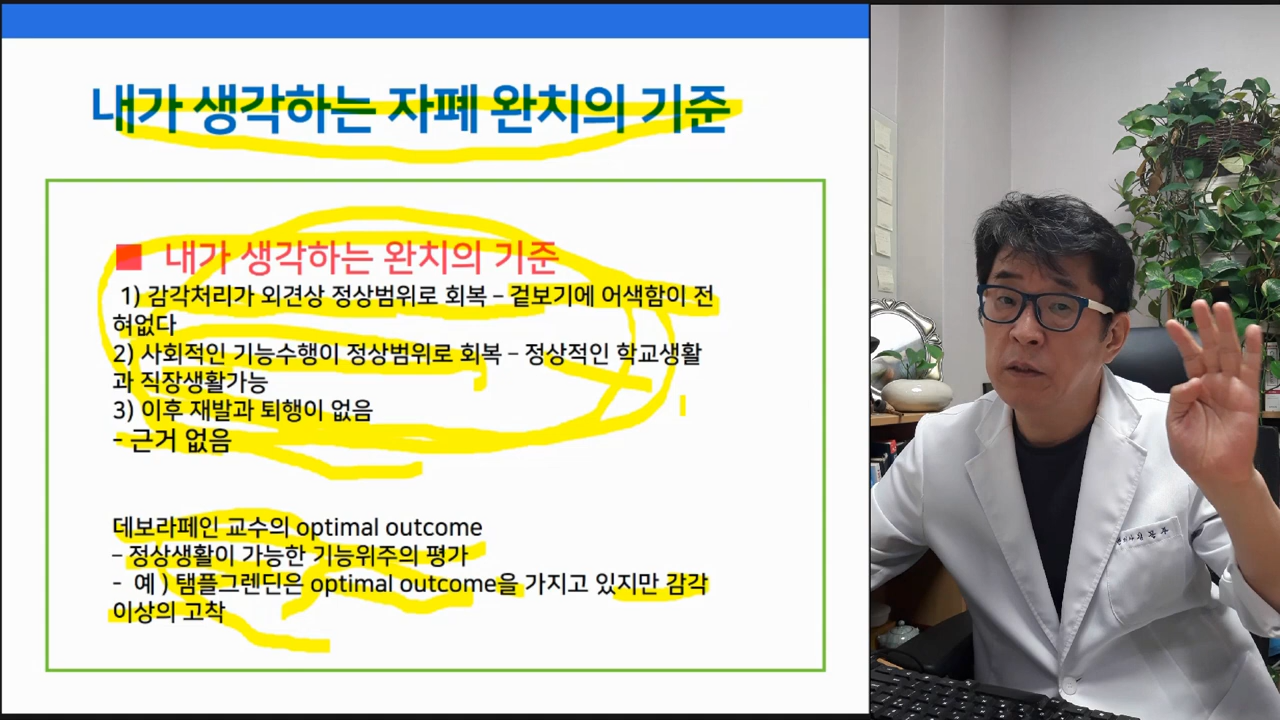 내가 생각하는 자폐 완치의 기준
■ 내가 생각하는 완치의 기준
1) 감각처리가 외견상 정상범위로 회복 – 겉보기에 어색함이 전
혀없다
2) 사회적인 기능수행이 정상범위로 회복 – 정상적인 학교생활
과 직장생활가능
3) 이후 재발과 퇴행이 없음
- 근거 없음
데보라페인 교수의 optimal outcome
– 정상생활이 가능한 기능위주의 평가
- 예 ) 탬플그렌딘은 optimal outcome을 가지고 있지만 감각
이상의 고착